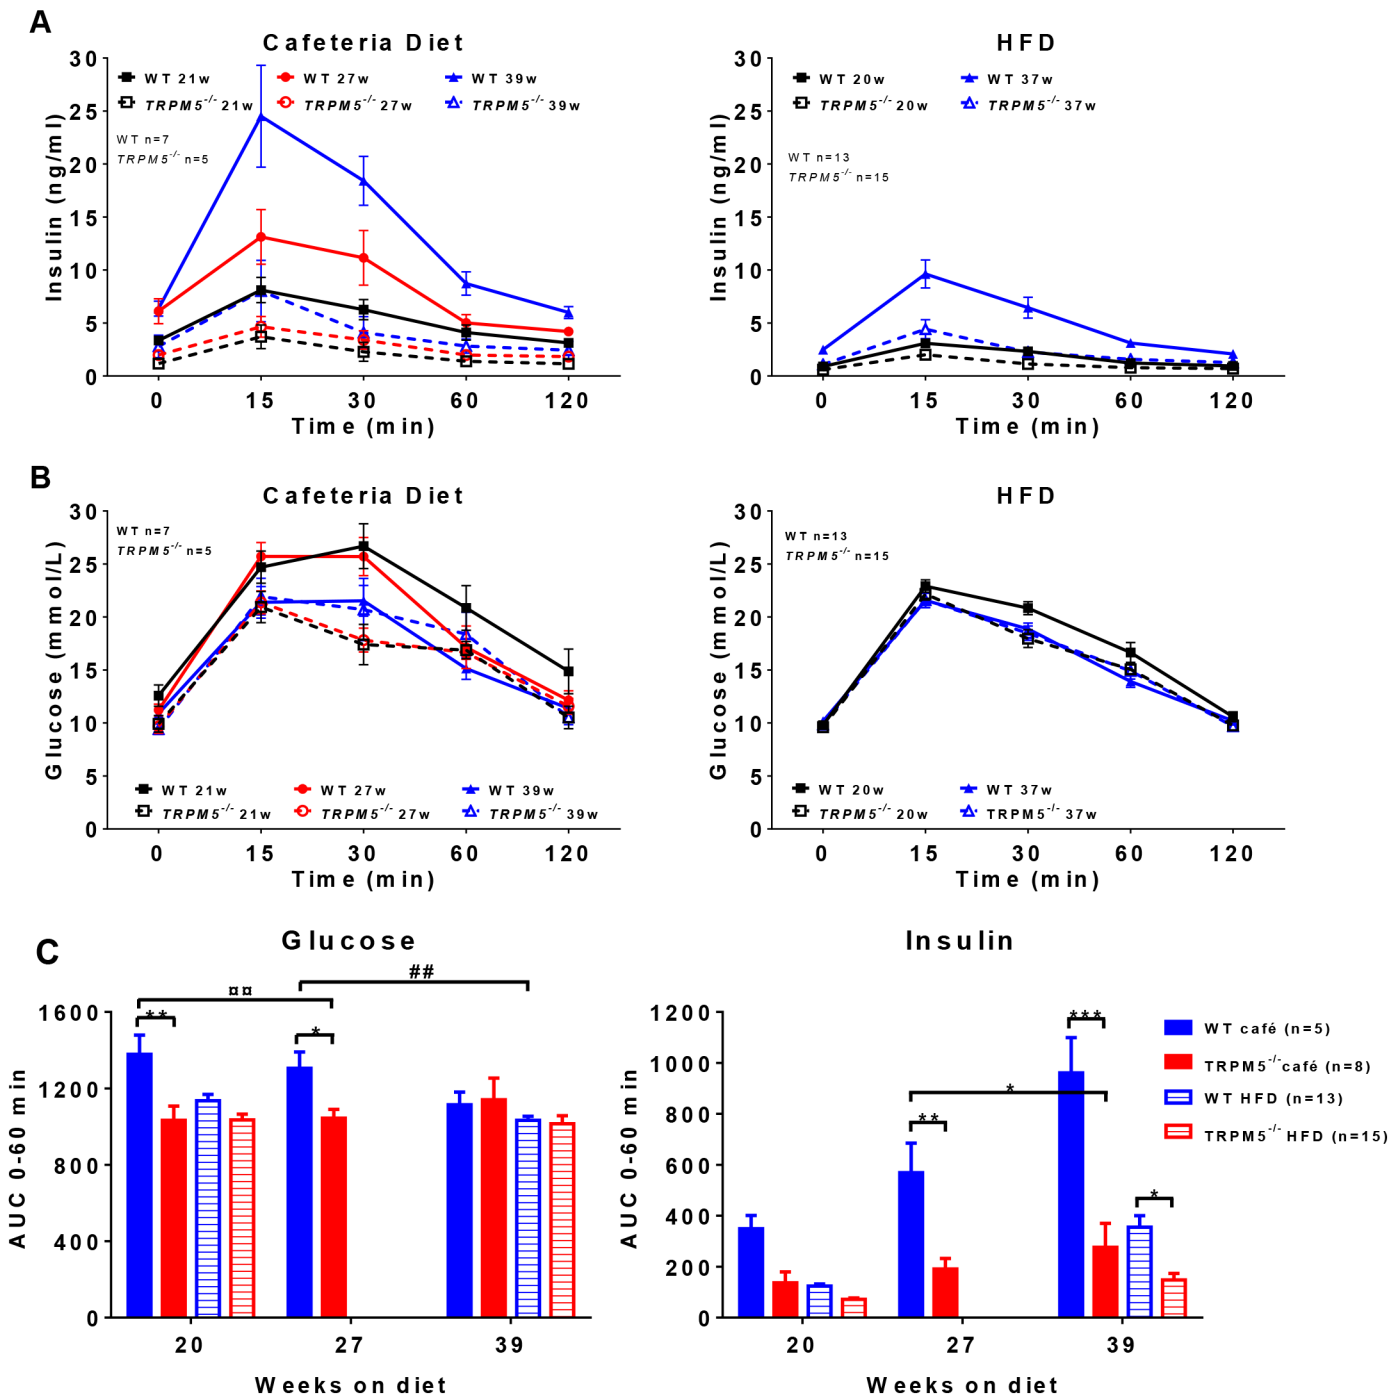 A
Cafeteria Diet
30
25
20
15
10
5
0
Insulin (ng/ml)
WT 21w
WT 27w
WT 39w
TRPM5-/- 21w
TRPM5-/- 27w
TRPM5-/- 39w
WT n=7
TRPM5-/- n=5
0 15 30 60 120
Time (min)
HFD
30
25
20
15
10
5
0
Insulin (ng/ml)
WT 20w
WT 37w
TRPM5-/- 20w
TRPM5-/- 37w
WT n=13
TRPM5-/- n=15
0 15 30 60 120
Time (min)
B
Cafeteria Diet
30
25
20
15
10
5
0
Glucose (mmol/L)
WT n=7
TRPM5-/- n=5
WT 21w
WT 27w
WT 39w
TRPM5-/- 21w
TRPM5-/- 27w
TRPM5-/- 39w
0 15 30 60 120
Time (min)
HFD
30
25
20
15
10
5
0
Glucose (mmol/L)
WT n=13
TRPM5-/- n=15
WT 20w
WT 37w
TRPM5-/- 20w
TRPM5-/- 37w
0 15 30 60 120
Time (min)
C
Glucose
##
¤¤
**
*
1600
1200
800
400
0
AUC 0-60 min
20 27 39
Weeks on diet
Insulin
***
*
**
*
1200
1000
800
600
400
200
0
AUC 0-60 min
20 27 39
Weeks on diet
WT café (n=5)
TRPM5-/-café (n=8)
WT HFD (n=13)
TRPM5-/- HFD (n=15)